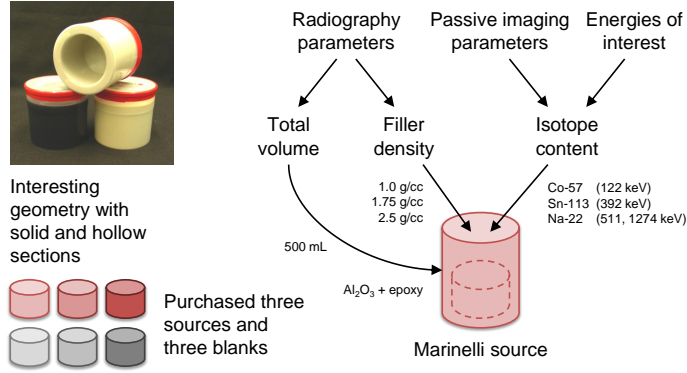 Radiography
parameters
Passive imaging
parameters
Energies of
interest
Total
volume
Filler
density
Isotope
content
1.0 g/cc
1.75 g/cc
2.5 g/cc
Co-57 (122 keV)
Sn-113 (392 keV)
Na-22 (511, 1274 keV)
500 mL
Al₂O₃ + epoxy
Marinelli source
Interesting
geometry with
solid and hollow
sections
Purchased three
sources and
three blanks